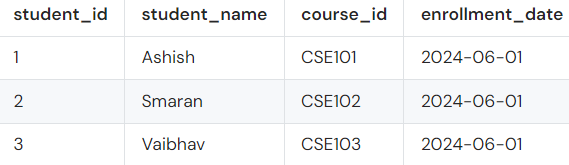 student_id student_name course_id enrollment_date
1 Ashish CSE101 2024-06-01
2 Smaran CSE102 2024-06-01
3 Vaibhav CSE103 2024-06-01